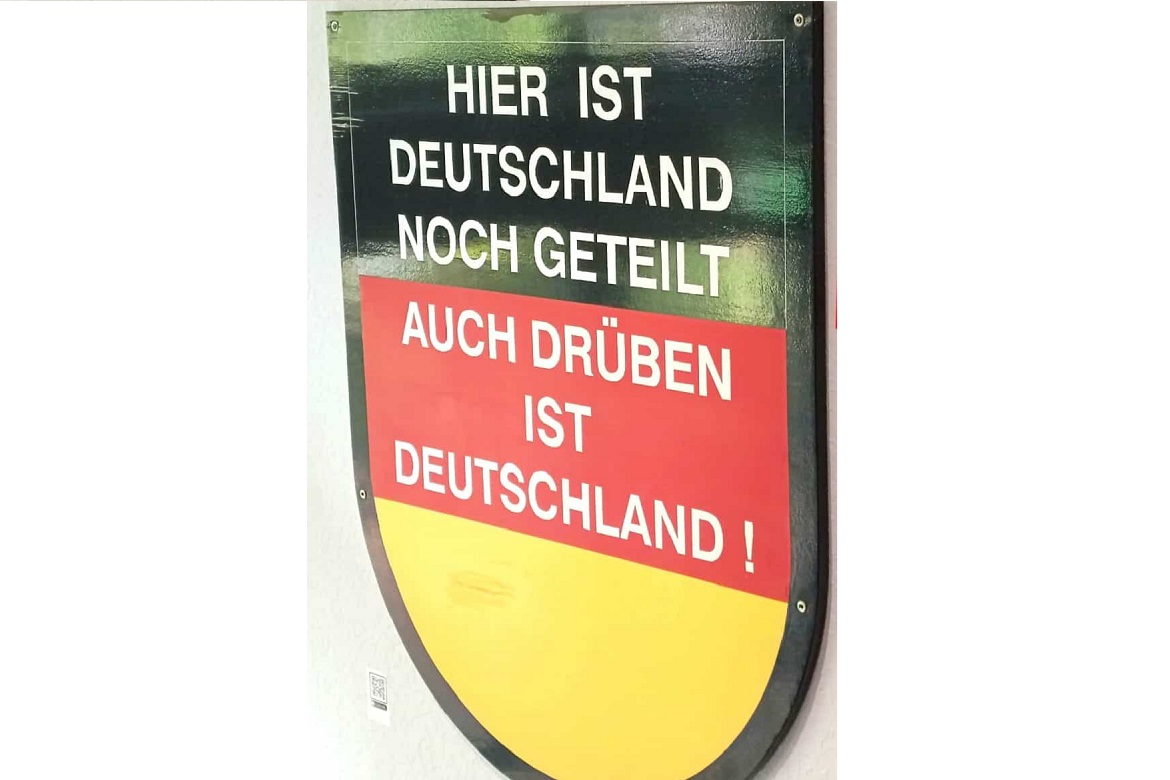 HIER IST
DEUTSCHLAND
NOCH GETEILT
AUCH DRÜBEN
IST
DEUTSCHLAND !